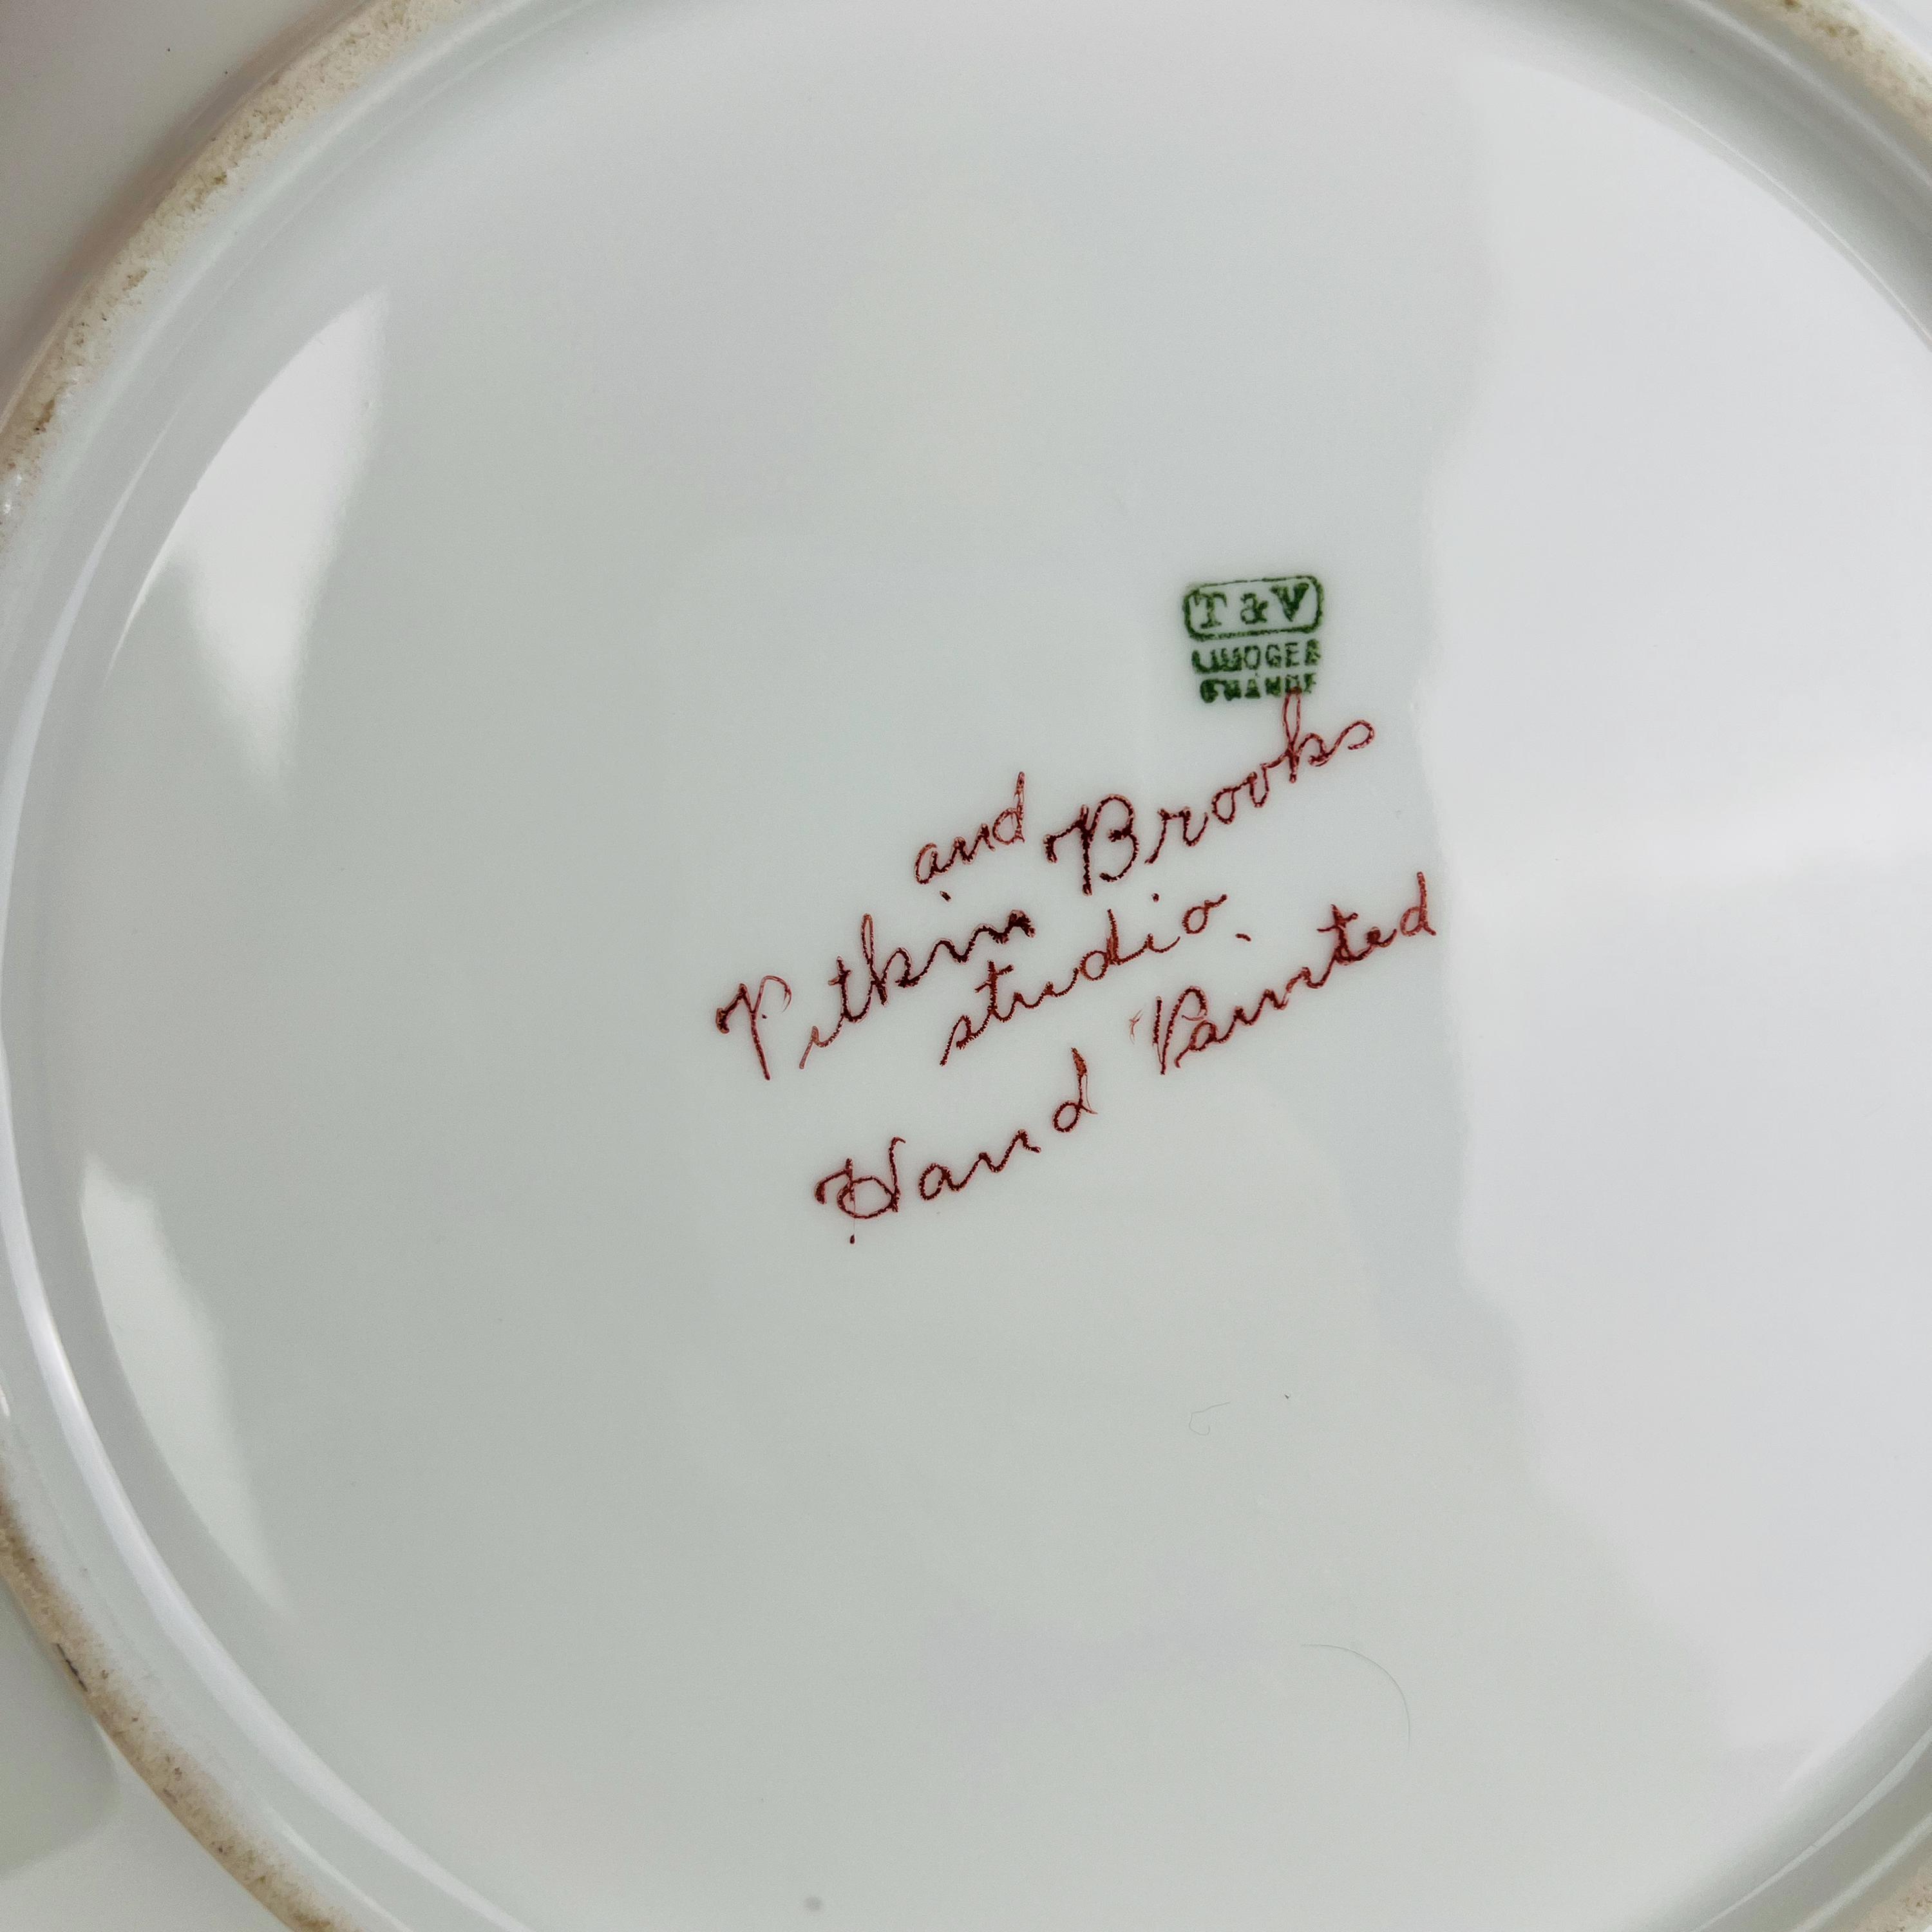 T & V
LIMOGES
FRANCE
Pitkin and Brooks
studio
Hand Painted